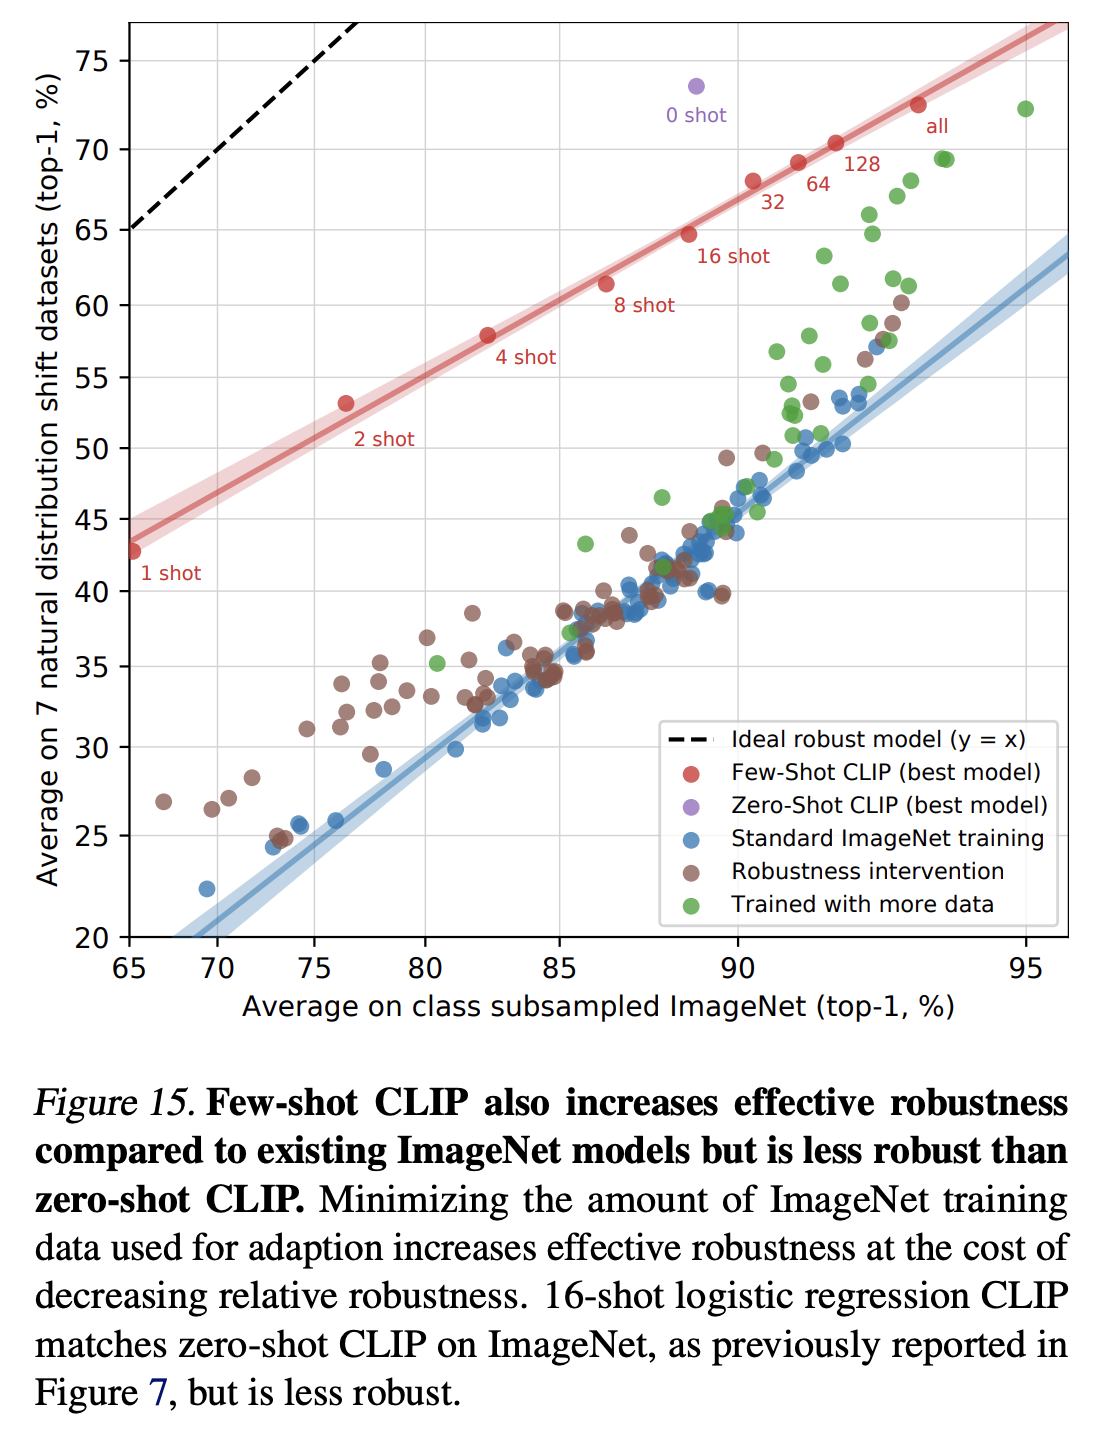 75
70
65
60
55
50
45
40
35
30
25
20
Average on 7 natural distribution shift datasets (top-1, %)
0 shot
all
128
64
32
16 shot
8 shot
4 shot
2 shot
1 shot
Ideal robust model (y = x)
Few-Shot CLIP (best model)
Zero-Shot CLIP (best model)
Standard ImageNet training
Robustness intervention
Trained with more data
65 70 75 80 85 90 95
Average on class subsampled ImageNet (top-1, %)
Figure 15. Few-shot CLIP also increases effective robustness
compared to existing ImageNet models but is less robust than
zero-shot CLIP. Minimizing the amount of ImageNet training
data used for adaption increases effective robustness at the cost of
decreasing relative robustness. 16-shot logistic regression CLIP
matches zero-shot CLIP on ImageNet, as previously reported in
Figure 7, but is less robust.